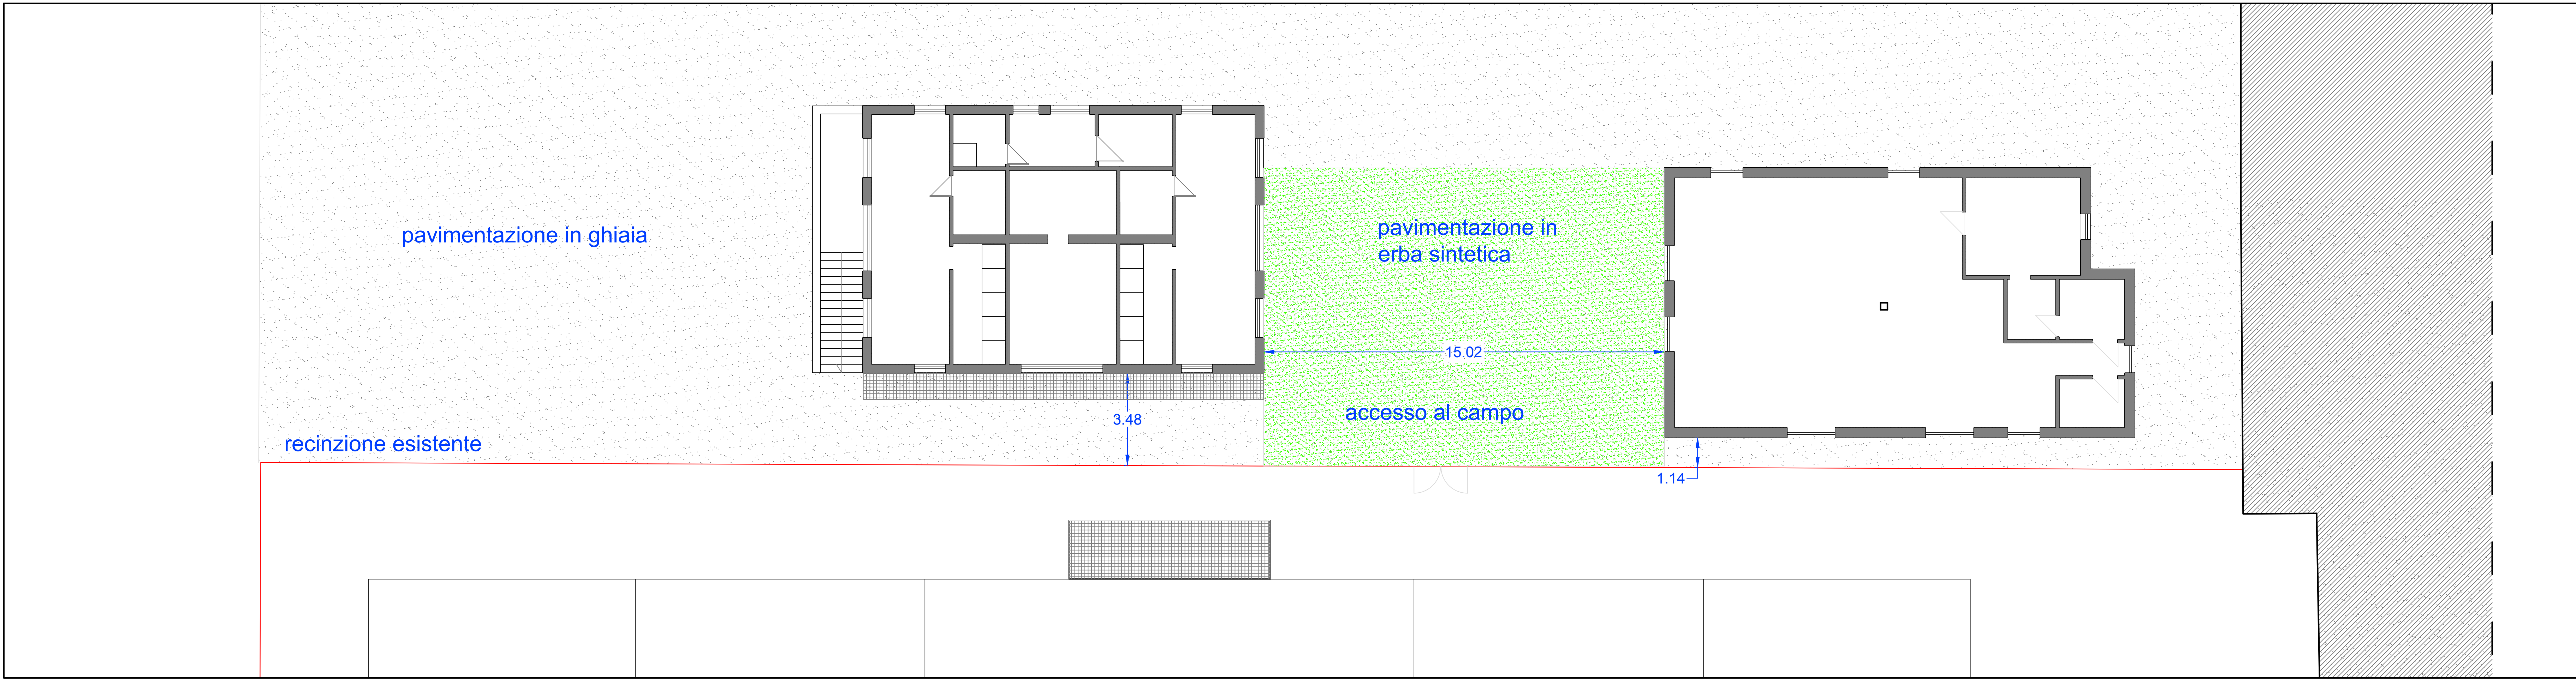 pavimentazione in ghiaia
pavimentazione in
erba sintetica
15.02
accesso al campo
3.48
recinzione esistente
1.14